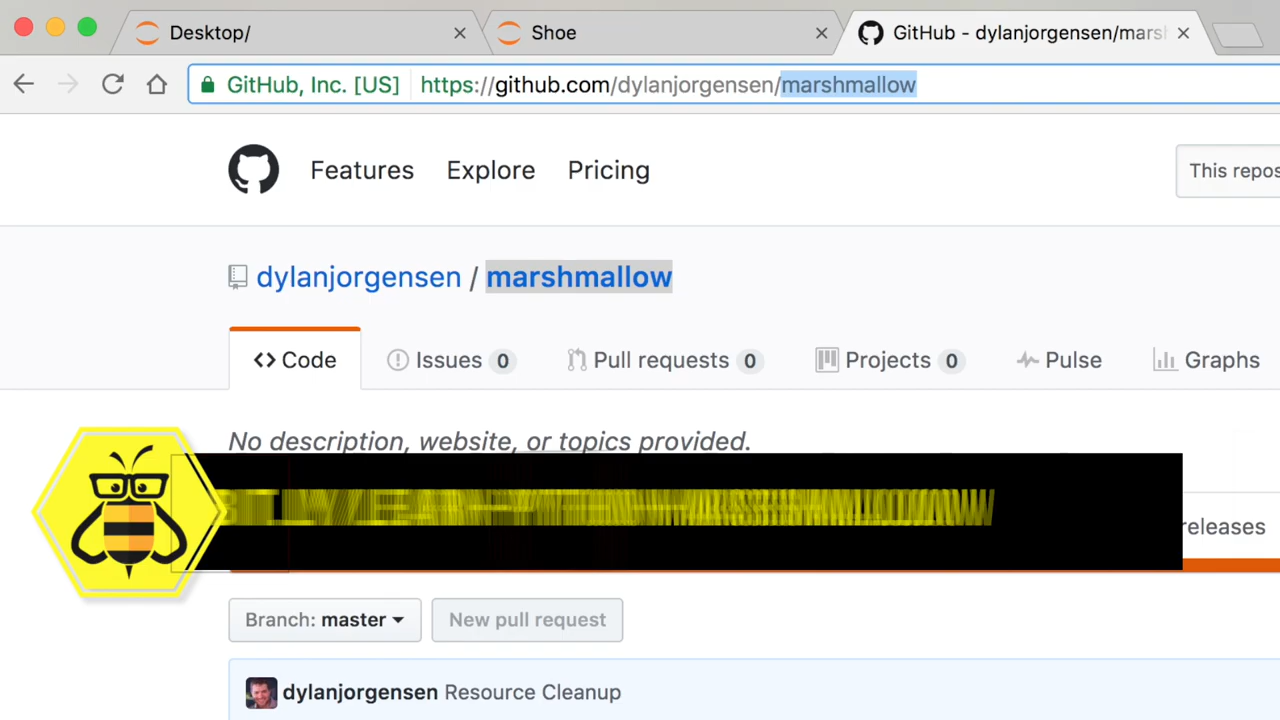 Desktop/
Shoe
GitHub - dylanjorgensen/mars
GitHub, Inc. [US] https://github.com/dylanjorgensen/marshmallow
Features Explore Pricing
This repos
dylanjorgensen / marshmallow
Code Issues 0 Pull requests 0 Projects 0 Pulse Graphs
No description, website, or topics provided.
releases
Branch: master New pull request
dylanjorgensen Resource Cleanup